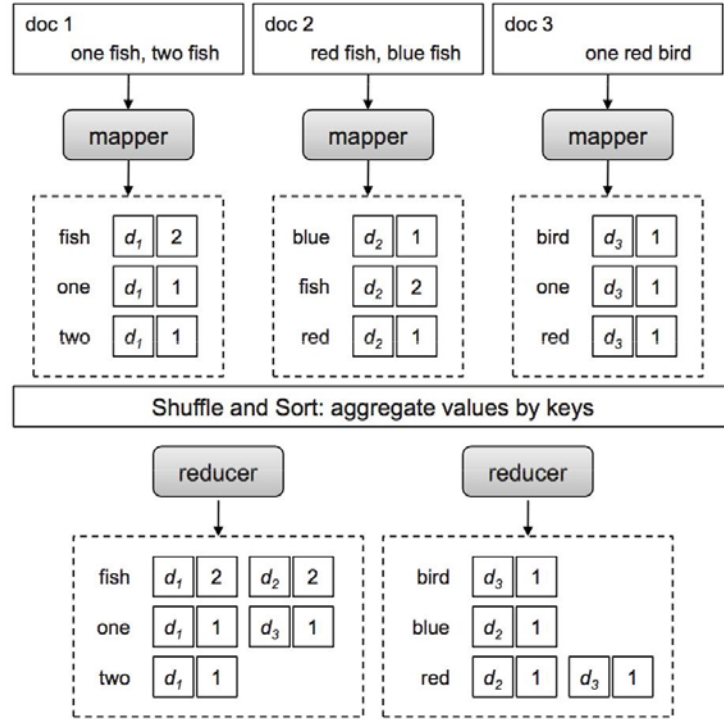 doc 1
one fish, two fish
doc 2
red fish, blue fish
doc 3
one red bird
mapper
mapper
mapper
fish d₁ 2
one d₁ 1
two d₁ 1
blue d₂ 1
fish d₂ 2
red d₂ 1
bird d₃ 1
one d₃ 1
red d₃ 1
Shuffle and Sort: aggregate values by keys
reducer
reducer
fish d₁ 2 d₂ 2
one d₁ 1 d₃ 1
two d₁ 1
bird d₃ 1
blue d₂ 1
red d₂ 1 d₃ 1